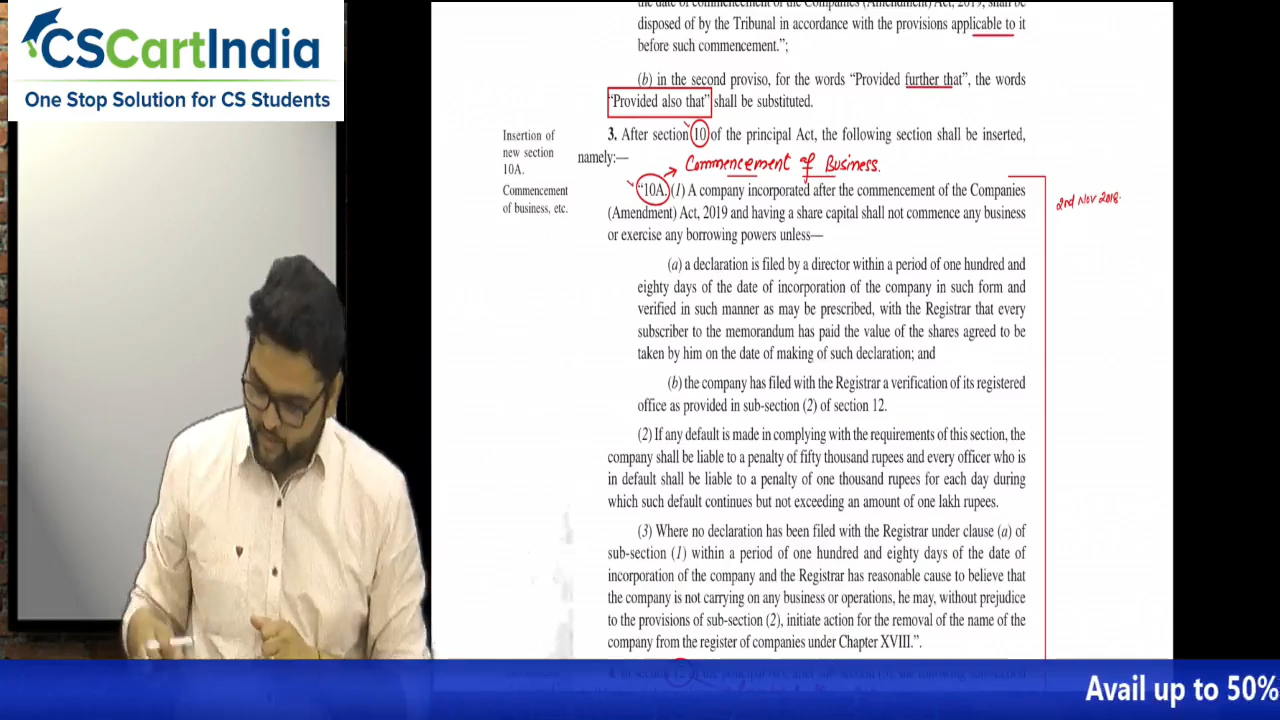 CSCartIndia
One Stop Solution for CS Students
the date of commencement of the Companies (Amendment) Act, 2019, shall be
disposed of by the Tribunal in accordance with the provisions applicable to it
before such commencement.”;
(b) in the second proviso, for the words “Provided further that”, the words
“Provided also that” shall be substituted.
Insertion of
new section
10A.
3. After section 10 of the principal Act, the following section shall be inserted,
namely:—
Commencement of Business.
Commencement
of business, etc.
“10A. (1) A company incorporated after the commencement of the Companies
(Amendment) Act, 2019 and having a share capital shall not commence any business
or exercise any borrowing powers unless—
2nd Nov 2018.
(a) a declaration is filed by a director within a period of one hundred and
eighty days of the date of incorporation of the company in such form and
verified in such manner as may be prescribed, with the Registrar that every
subscriber to the memorandum has paid the value of the shares agreed to be
taken by him on the date of making of such declaration; and
(b) the company has filed with the Registrar a verification of its registered
office as provided in sub-section (2) of section 12.
(2) If any default is made in complying with the requirements of this section, the
company shall be liable to a penalty of fifty thousand rupees and every officer who is
in default shall be liable to a penalty of one thousand rupees for each day during
which such default continues but not exceeding an amount of one lakh rupees.
(3) Where no declaration has been filed with the Registrar under clause (a) of
sub-section (1) within a period of one hundred and eighty days of the date of
incorporation of the company and the Registrar has reasonable cause to believe that
the company is not carrying on any business or operations, he may, without prejudice
to the provisions of sub-section (2), initiate action for the removal of the name of the
company from the register of companies under Chapter XVIII.”.
Avail up to 50%